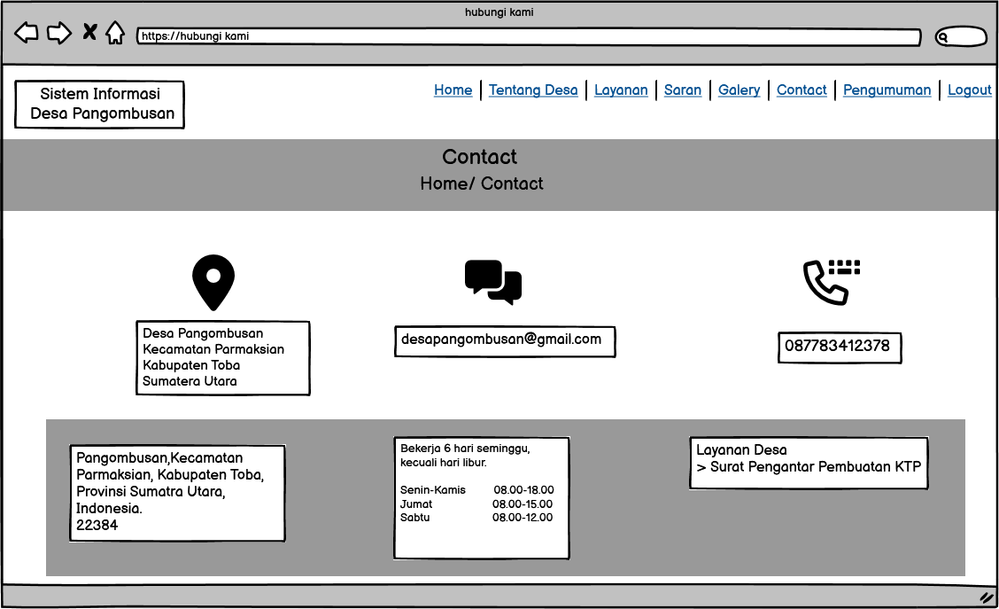 hubungi kami
https://hubungi kami
Sistem Informasi
Desa Pangombusan
Home | Tentang Desa | Layanan | Saran | Galery | Contact | Pengumuman | Logout
Contact
Home/ Contact
Desa Pangombusan
Kecamatan Parmaksian
Kabupaten Toba
Sumatera Utara
desapangombusan@gmail.com
087783412378
Pangombusan,Kecamatan
Parmaksian, Kabupaten Toba,
Provinsi Sumatra Utara,
Indonesia.
22384
Bekerja 6 hari seminggu,
kecuali hari libur.
Senin-Kamis 08.00-18.00
Jumat 08.00-15.00
Sabtu 08.00-12.00
Layanan Desa
> Surat Pengantar Pembuatan KTP